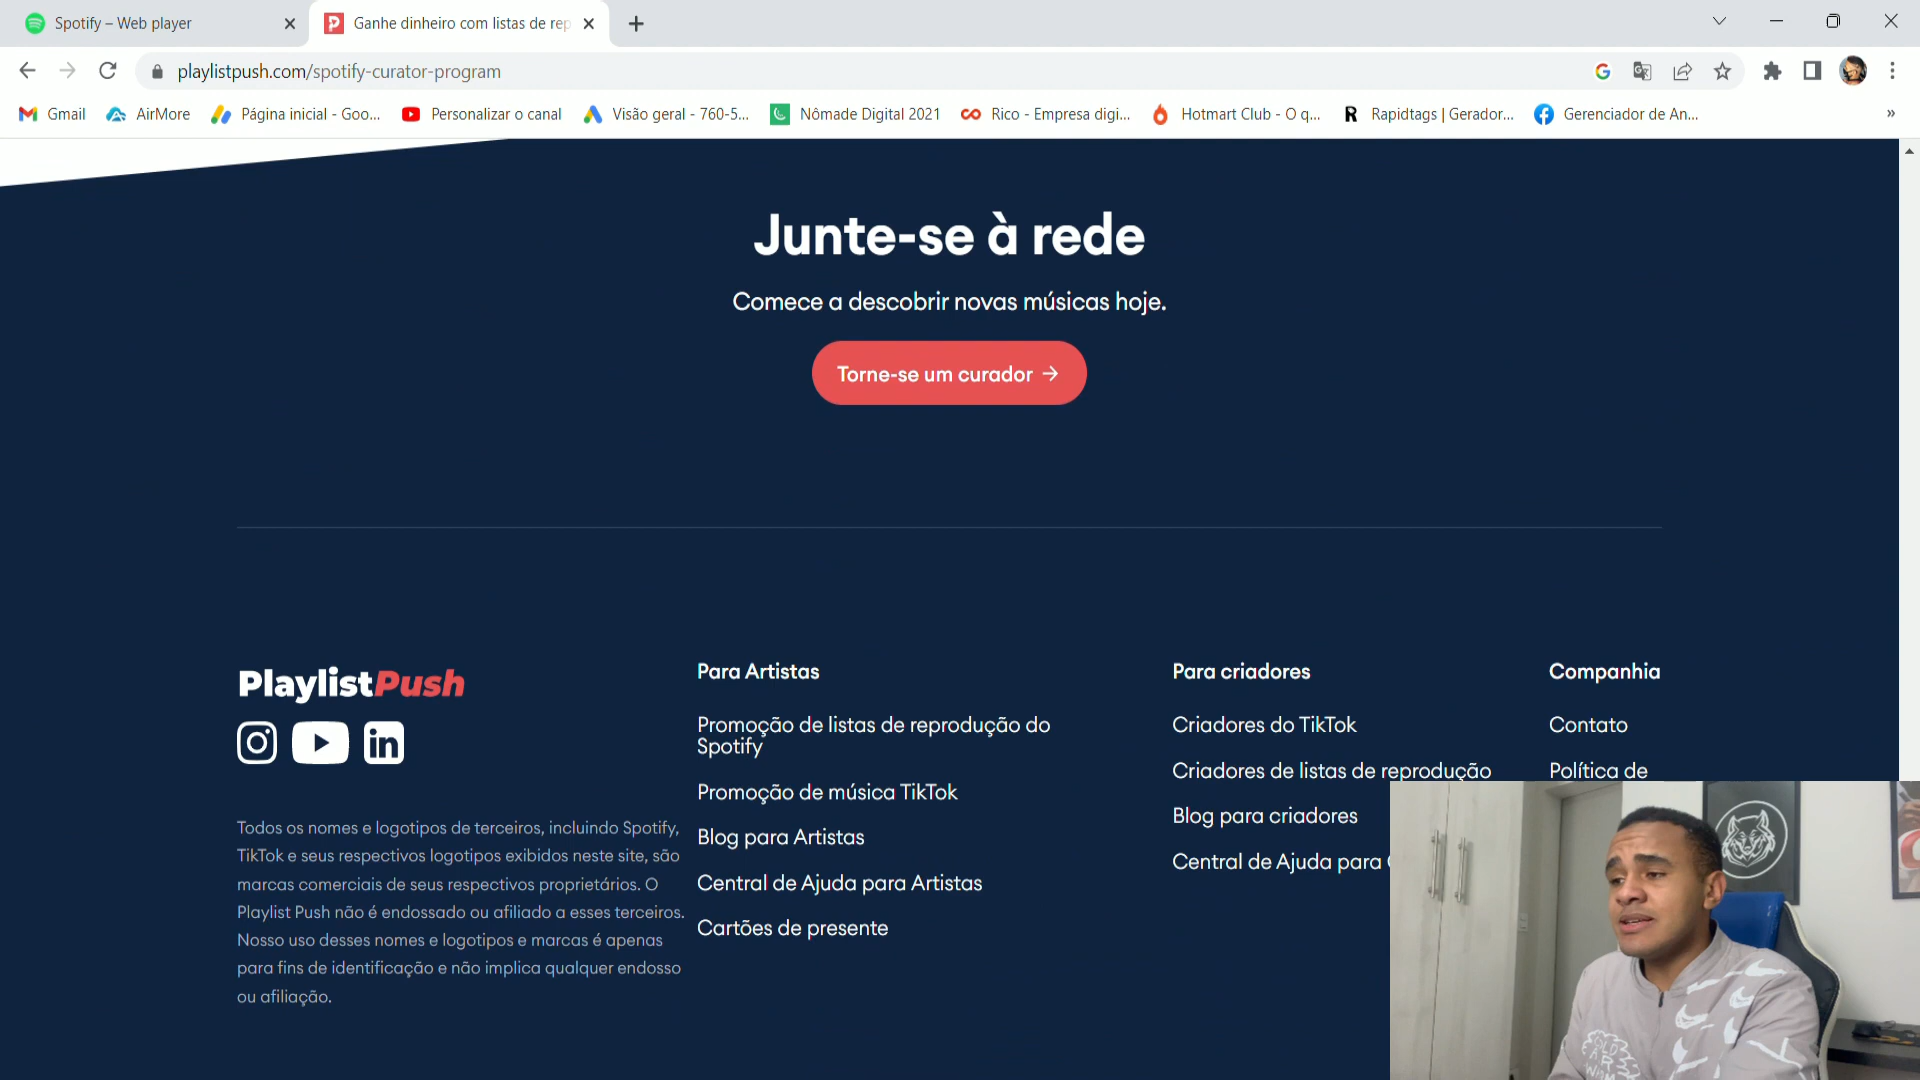 Spotify – Web player
Ganhe dinheiro com listas de rep
playlistpush.com/spotify-curator-program
Gmail
AirMore
Página inicial - Goo...
Personalizar o canal
Visão geral - 760-5...
Nômade Digital 2021
Rico - Empresa digi...
Hotmart Club - O q...
Rapidtags | Gerador...
Gerenciador de An...
»
Junte-se à rede
Comece a descobrir novas músicas hoje.
Torne-se um curador →
PlaylistPush
Todos os nomes e logotipos de terceiros, incluindo Spotify,
TikTok e seus respectivos logotipos exibidos neste site, são
marcas comerciais de seus respectivos proprietários. O
Playlist Push não é endossado ou afiliado a esses terceiros.
Nosso uso desses nomes e logotipos e marcas é apenas
para fins de identificação e não implica qualquer endosso
ou afiliação.
Para Artistas
Promoção de listas de reprodução do
Spotify
Promoção de música TikTok
Blog para Artistas
Central de Ajuda para Artistas
Cartões de presente
Para criadores
Criadores do TikTok
Criadores de listas de reprodução
Blog para criadores
Central de Ajuda para
Companhia
Contato
Política de